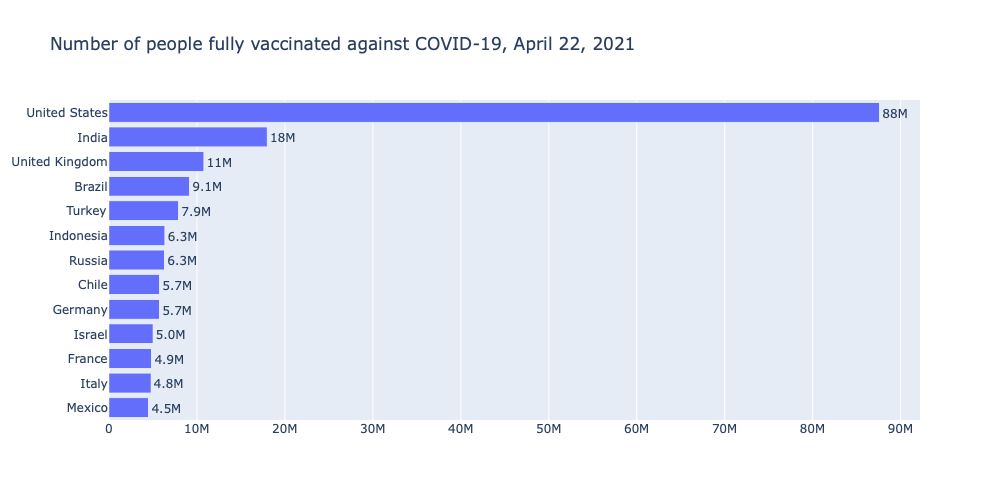 Number of people fully vaccinated against COVID-19, April 22, 2021
United States 88M
India 18M
United Kingdom 11M
Brazil 9.1M
Turkey 7.9M
Indonesia 6.3M
Russia 6.3M
Chile 5.7M
Germany 5.7M
Israel 5.0M
France 4.9M
Italy 4.8M
Mexico 4.5M
0 10M 20M 30M 40M 50M 60M 70M 80M 90M